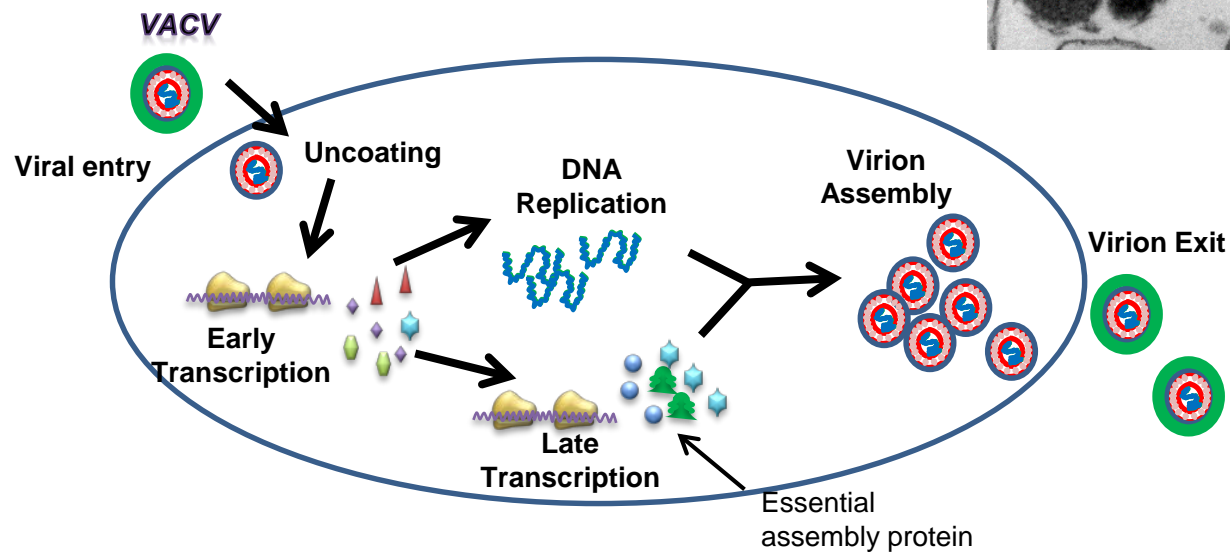 VACV
Viral entry
Uncoating
Early
Transcription
DNA
Replication
Late
Transcription
Essential
assembly protein
Virion
Assembly
Virion Exit